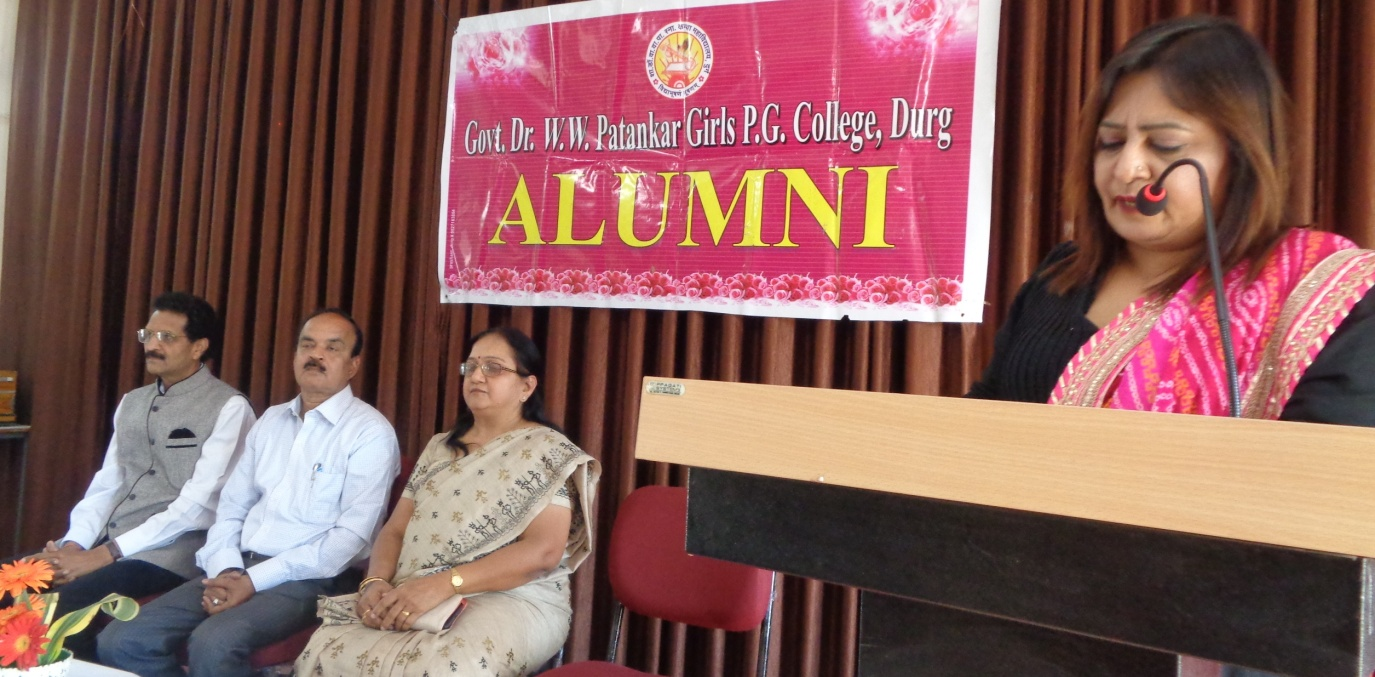 Govt. Dr. W.W. Patankar Girls P.G. College, Durg
ALUMNI